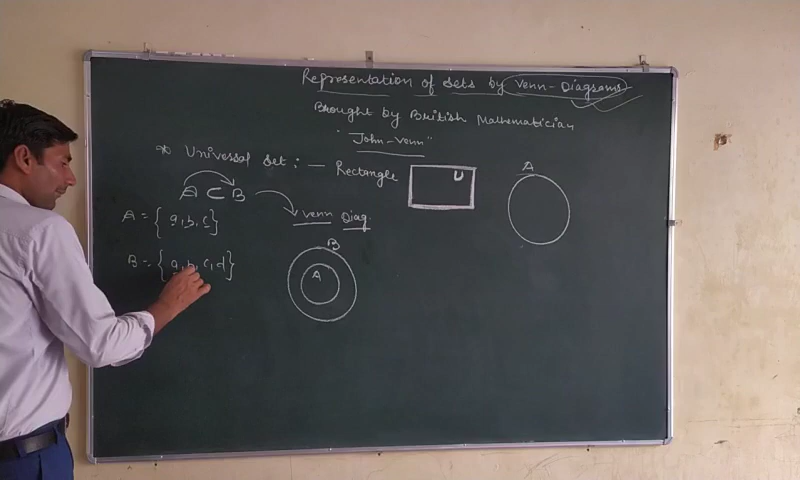 Representation of Sets by Venn-Diagrams
Brought by British Mathematician
"John-Venn"
Universal Set: — Rectangle
U
A
A ⊂ B
Venn Diag.
A = {a, b, c}
B
A
B = {a, b, c, d}